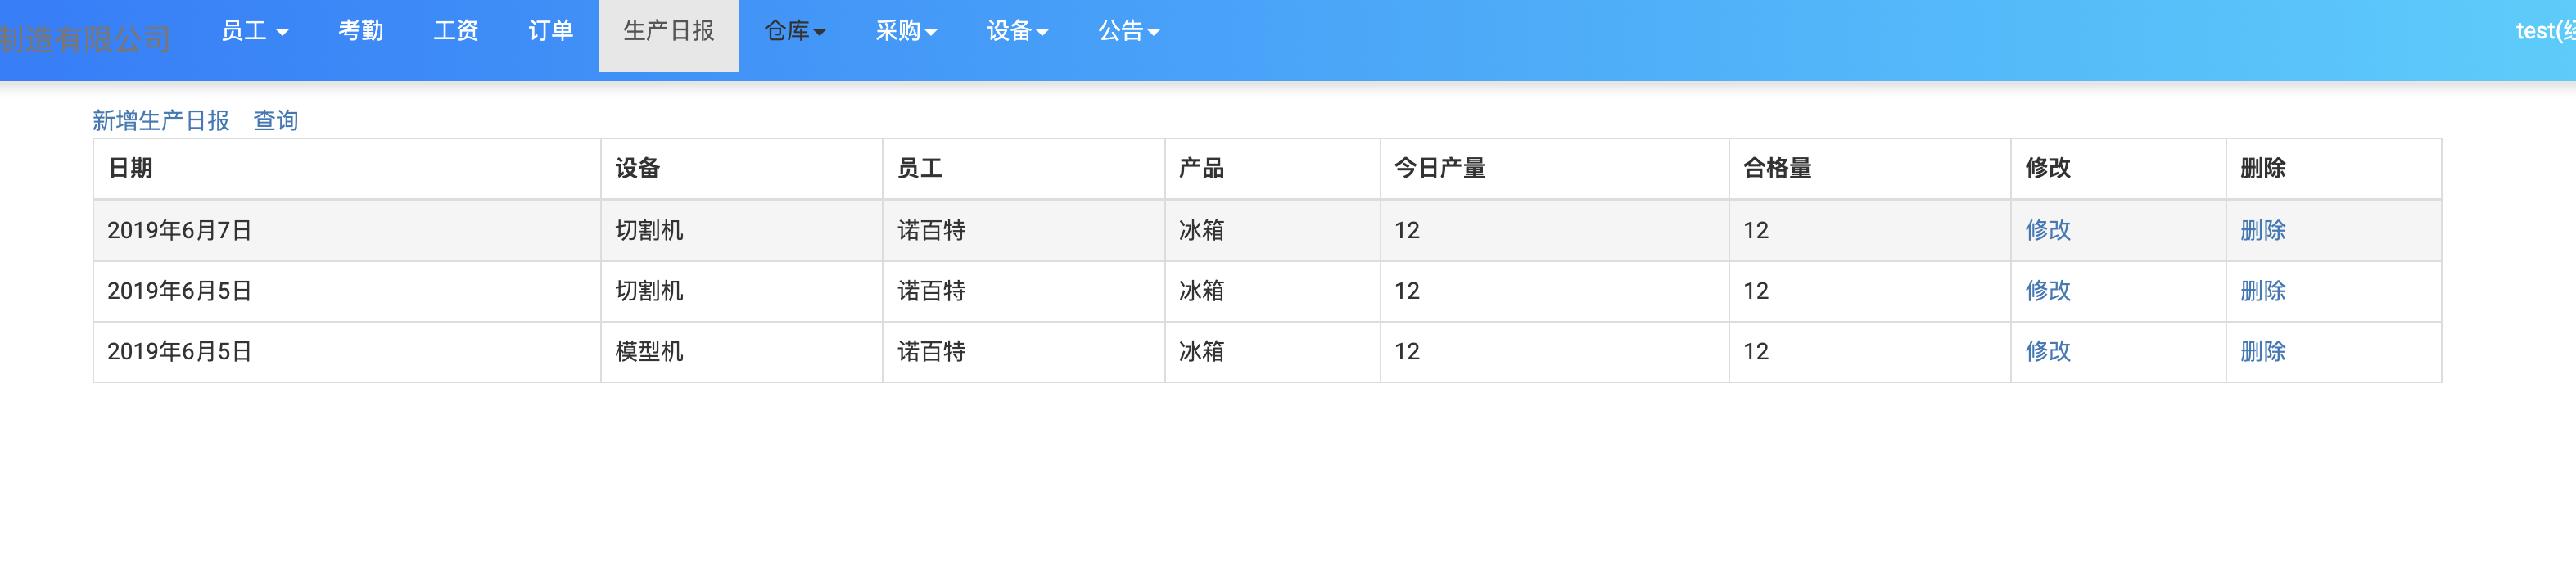 制造有限公司 员工 考勤 工资 订单 生产日报 仓库 采购 设备 公告 test(经
新增生产日报 查询
日期 设备 员工 产品 今日产量 合格量 修改 删除
2019年6月7日 切割机 诺百特 冰箱 12 12 修改 删除
2019年6月5日 切割机 诺百特 冰箱 12 12 修改 删除
2019年6月5日 模型机 诺百特 冰箱 12 12 修改 删除